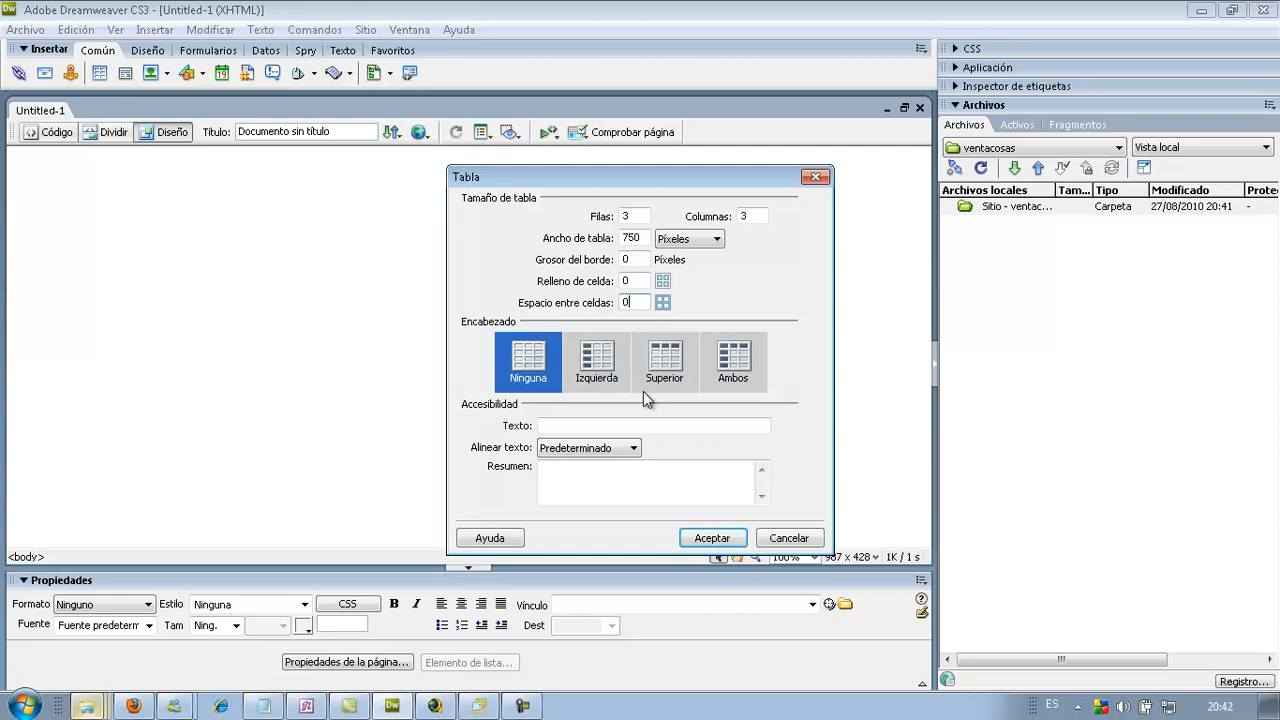 Adobe Dreamweaver CS3 - [Untitled-1 (XHTML)]
Archivo Edición Ver Insertar Modificar Texto Comandos Sitio Ventana Ayuda
Insertar Común Diseño Formularios Datos Spry Texto Favoritos
Untitled-1
Código Dividir Diseño Título: Documento sin título Comprobar página
Tabla
Tamaño de tabla
Filas: 3 Columnas: 3
Ancho de tabla: 750 Píxeles
Grosor del borde: 0 Píxeles
Relleno de celda: 0
Espacio entre celdas: 0
Encabezado
Ninguna Izquierda Superior Ambos
Accesibilidad
Texto:
Alinear texto: Predeterminado
Resumen:
Ayuda Aceptar Cancelar
<body> 100% 987 x 428 1K / 1 s
Propiedades
Formato Ninguno Estilo Ninguna CSS B I Vínculo
Fuente Fuente predeterm Tam Ning. Dest
Propiedades de la página... Elemento de lista...
CSS
Aplicación
Inspector de etiquetas
Archivos
Archivos Activos Fragmentos
ventacosas Vista local
Archivos locales Tam... Tipo Modificado Prote
Sitio - ventac... Carpeta 27/08/2010 20:41 -
Registro...
Dw ES 20:42